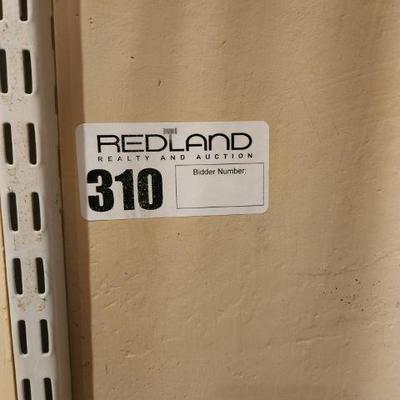 REDLAND
REALTY AND AUCTION
310
Bidder Number: